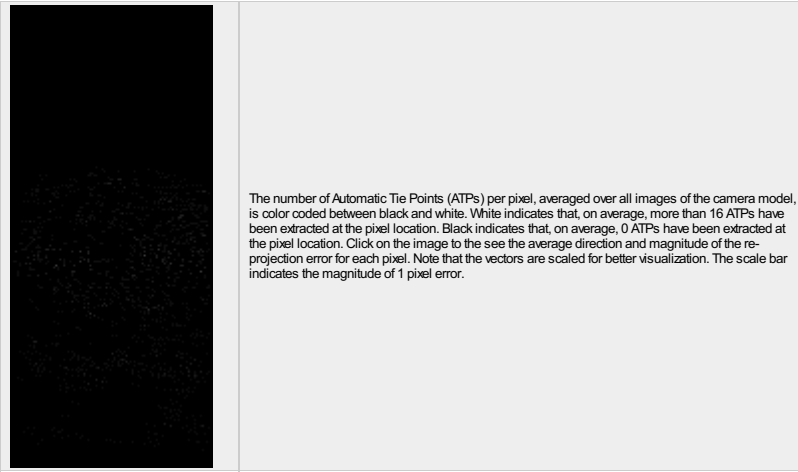 The number of Automatic Tie Points (ATPs) per pixel, averaged over all images of the camera model,
is color coded between black and white. White indicates that, on average, more than 16 ATPs have
been extracted at the pixel location. Black indicates that, on average, 0 ATPs have been extracted at
the pixel location. Click on the image to the see the average direction and magnitude of the re-
projection error for each pixel. Note that the vectors are scaled for better visualization. The scale bar
indicates the magnitude of 1 pixel error.